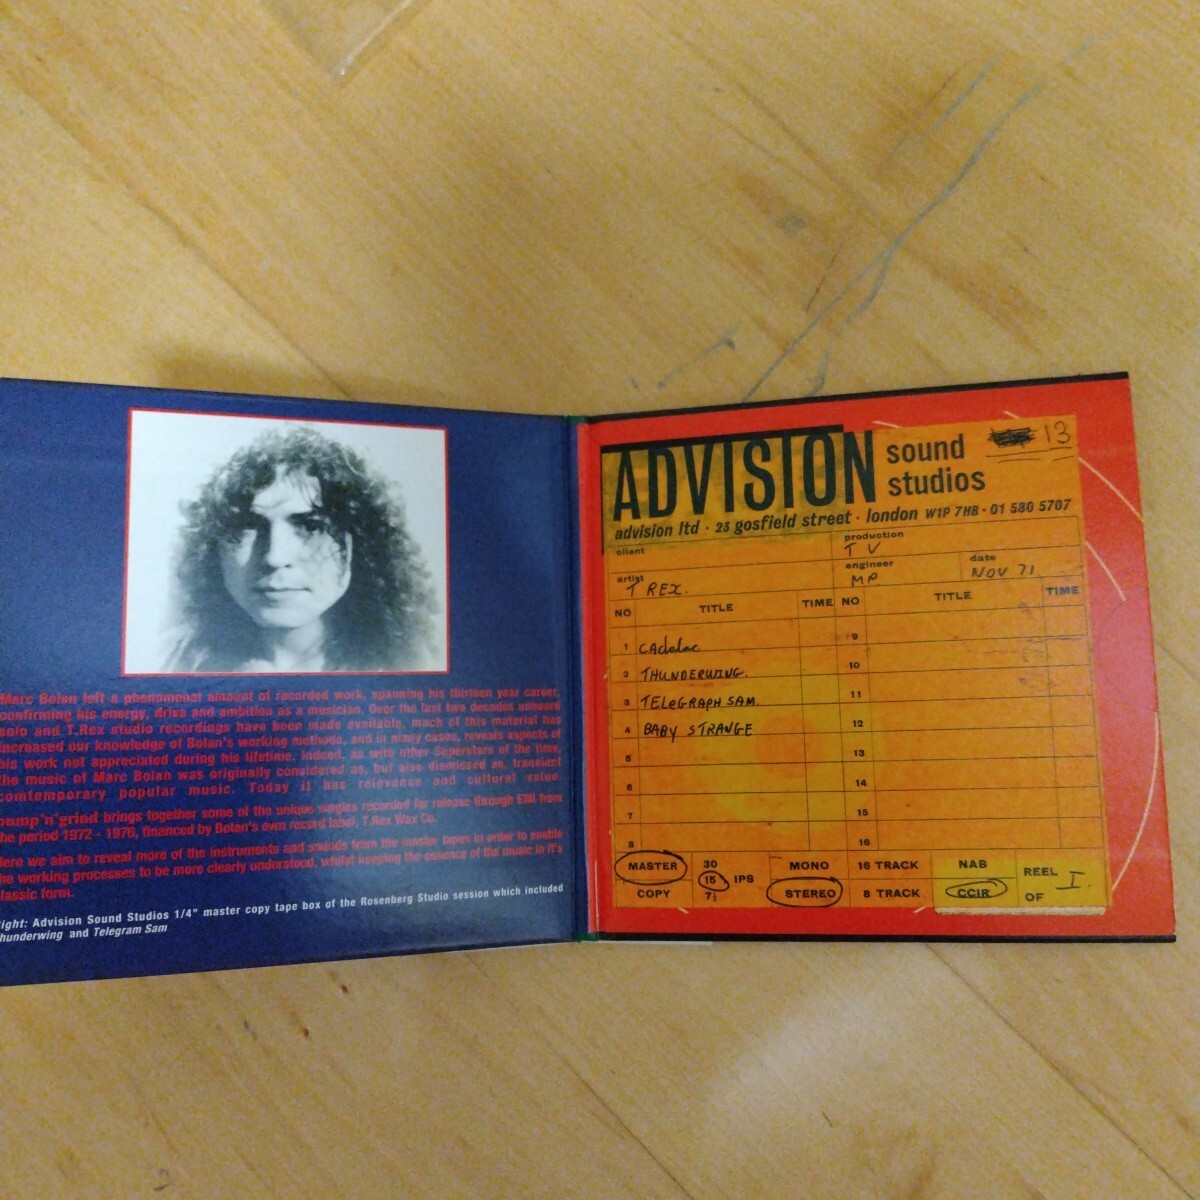 Marc Bolan left a phenomenal amount of recorded work, spanning his thirteen year career,
confirming his energy, drive and ambition as a musician. Over the last two decades unheard
solo and T.Rex studio recordings have been made available, much of this material has
increased our knowledge of Bolan's working methods, and in many cases, reveals aspects of
his work not appreciated during his lifetime. Indeed, as with other Superstars of the time,
the music of Marc Bolan was originally considered as, but also dismissed as, transient
comtemporary popular music. Today it has relevance and cultural value.
bump'n'grind brings together some of the unique singles recorded for release through EMI from
the period 1972 - 1976, financed by Bolan's own record label, T.Rex Wax Co.
Here we aim to reveal more of the instruments and sounds from the master tapes in order to enable
the working processes to be more clearly understood, whilst keeping the essence of the music in it's
classic form.
Right: Advision Sound Studios 1/4" master copy tape box of the Rosenberg Studio session which included
Thunderwing and Telegram Sam
ADVISION sound studios
13
advision ltd · 23 gosfield street · london W1P 7HB · 01 580 5707
client
production
T V
artist
T REX.
engineer
MP
date
NOV 71
NO TITLE TIME NO TITLE TIME
1 CAdalac 9
2 THUNDERWING. 10
3 TELeGRAPH SAM. 11
4 BABY STRANGE 12
5 13
6 14
7 15
8 16
MASTER 30 MONO 16 TRACK NAB REEL I
15 IPS
COPY 7½ STEREO 8 TRACK CCIR OF